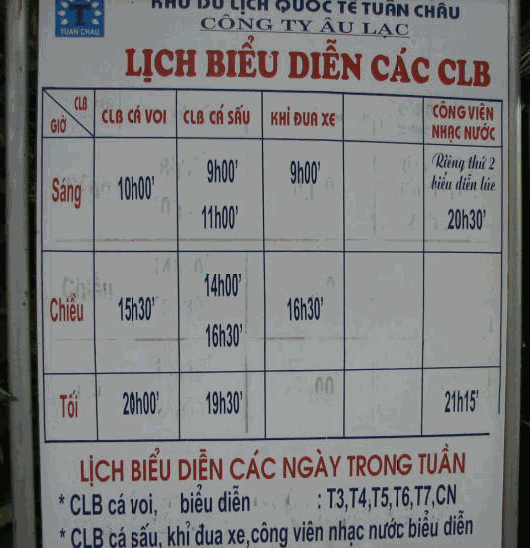 KHU DU LỊCH QUỐC TẾ TUẦN CHÂU
CÔNG TY ÂU LẠC
TUAN CHAU
LỊCH BIỂU DIỄN CÁC CLB
CLB
GIỜ
CLB CÁ VOI
CLB CÁ SẤU
KHỈ ĐUA XE
CÔNG VIÊN
NHẠC NƯỚC
Sáng
10h00'
9h00'
11h00'
9h00'
Riêng thứ 2
biểu diễn lúc
20h30'
Chiều
15h30'
14h00'
16h30'
16h30'
Tối
20h00'
19h30'
21h15'
LỊCH BIỂU DIỄN CÁC NGÀY TRONG TUẦN
* CLB cá voi, biểu diễn : T3,T4,T5,T6,T7,CN
* CLB cá sấu, khỉ đua xe,công viên nhạc nước biểu diễn